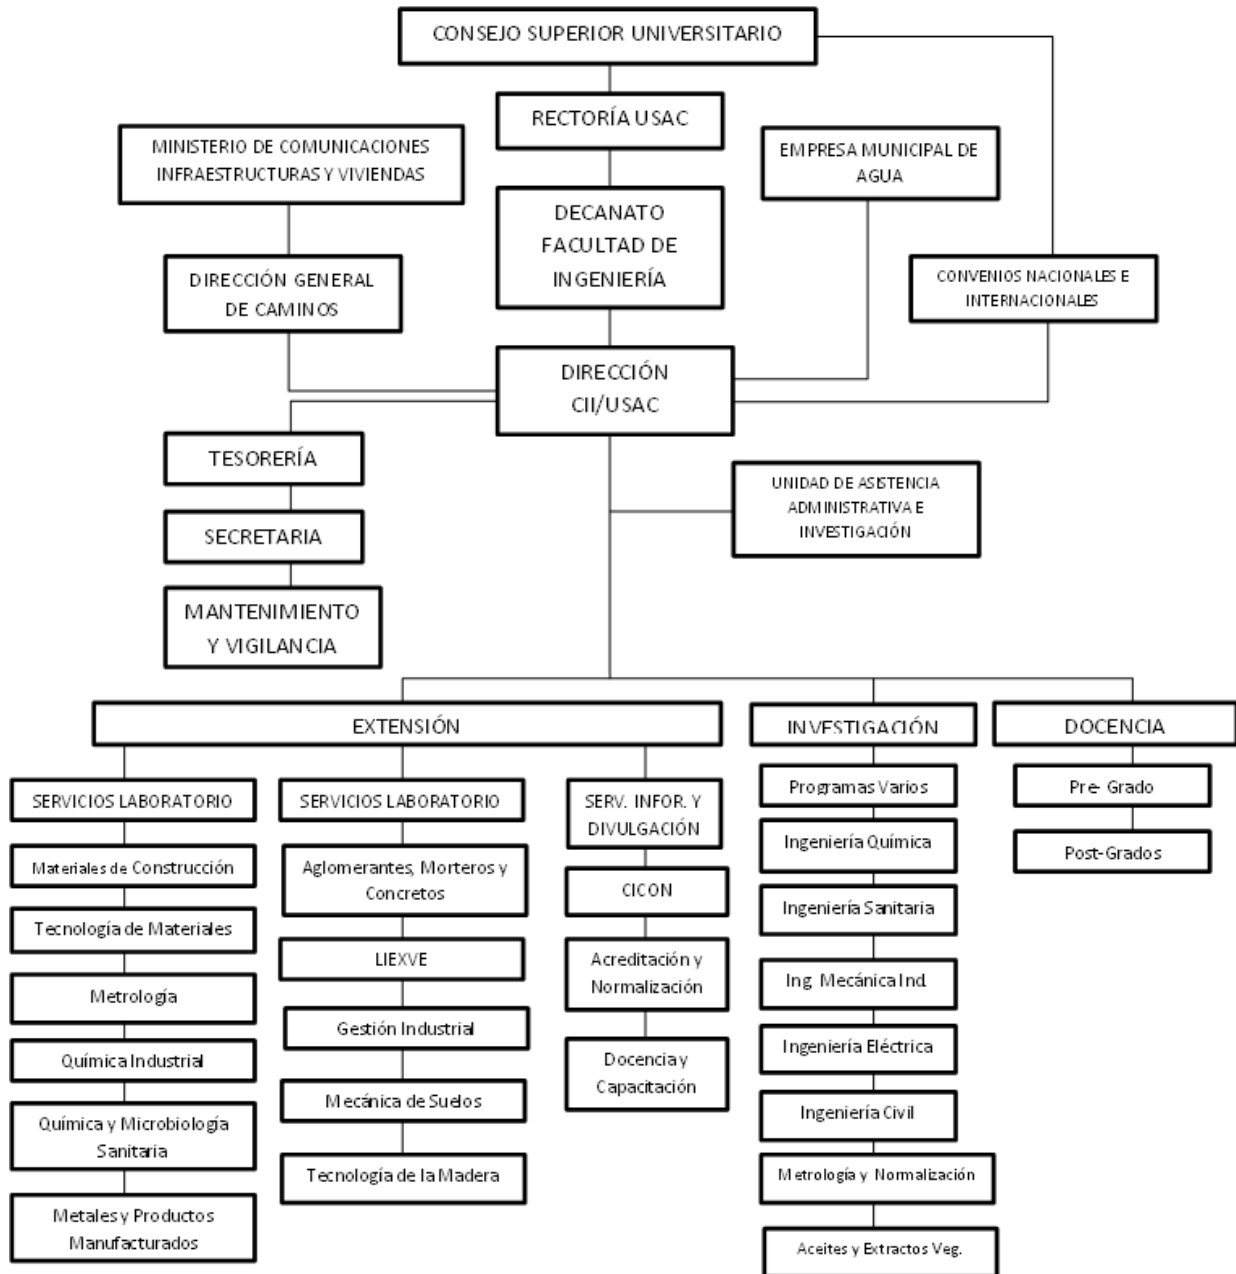 CONSEJO SUPERIOR UNIVERSITARIO
RECTORÍA USAC
MINISTERIO DE COMUNICACIONES
INFRAESTRUCTURAS Y VIVIENDAS
EMPRESA MUNICIPAL DE
AGUA
DECANATO
FACULTAD DE
INGENIERÍA
DIRECCIÓN GENERAL
DE CAMINOS
CONVENIOS NACIONALES E
INTERNACIONALES
DIRECCIÓN
CII/USAC
TESORERÍA
UNIDAD DE ASISTENCIA
ADMINISTRATIVA E
INVESTIGACIÓN
SECRETARIA
MANTENIMIENTO
Y VIGILANCIA
EXTENSIÓN
INVESTIGACIÓN
DOCENCIA
SERVICIOS LABORATORIO
Materiales de Construcción
Tecnología de Materiales
Metrología
Química Industrial
Química y Microbiología
Sanitaria
Metales y Productos
Manufacturados
SERVICIOS LABORATORIO
Aglomerantes, Morteros y
Concretos
LIEXVE
Gestión Industrial
Mecánica de Suelos
Tecnología de la Madera
SERV. INFOR. Y
DIVULGACIÓN
CICON
Acreditación y
Normalización
Docencia y
Capacitación
Programas Varios
Ingeniería Química
Ingeniería Sanitaria
Ing. Mecánica Ind.
Ingeniería Eléctrica
Ingeniería Civil
Metrología y Normalización
Aceites y Extractos Veg.
Pre- Grado
Post-Grados